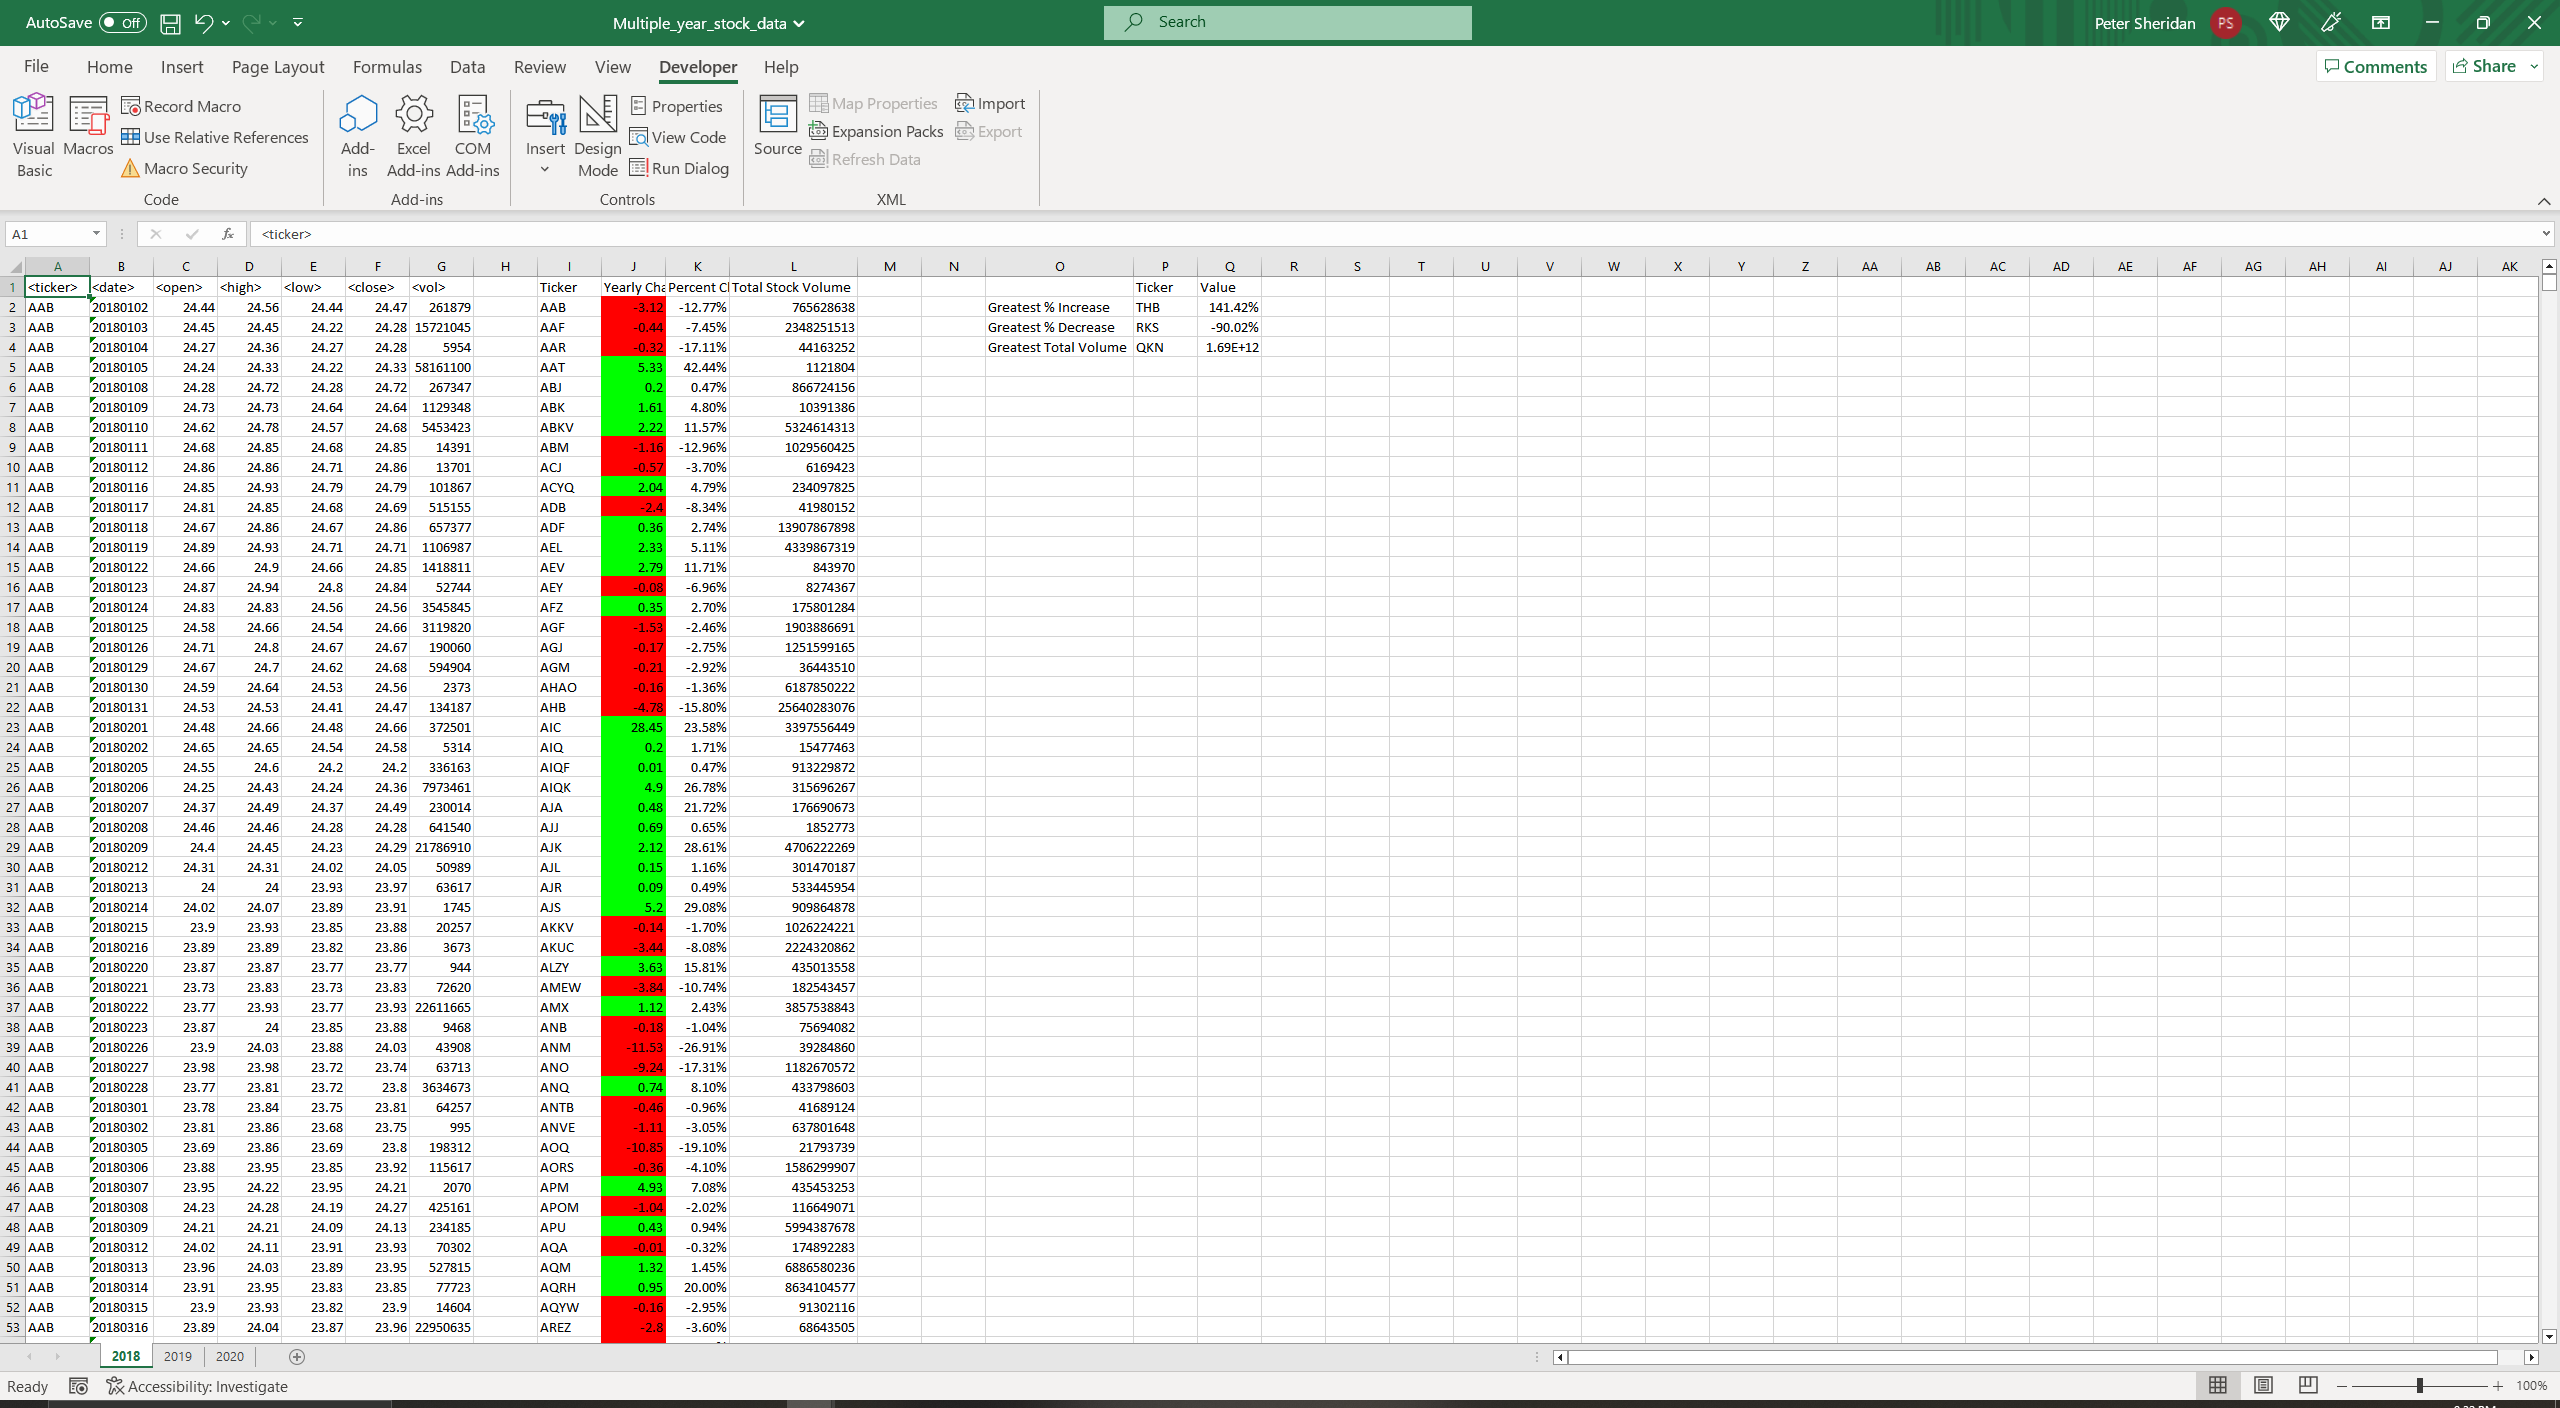 AutoSave Off Multiple_year_stock_data Search Peter Sheridan PS
File Home Insert Page Layout Formulas Data Review View Developer Help Comments Share
Visual Basic Macros Record Macro Use Relative References Macro Security Code
Add-ins Excel Add-ins COM Add-ins Add-ins
Insert Design Mode Properties View Code Run Dialog Controls
Source Map Properties Expansion Packs Refresh Data Import Export XML
A1 fx <ticker>
A B C D E F G H I J K L M N O P Q R S T U V W X Y Z AA AB AC AD AE AF AG AH AI AJ AK
1 <ticker> <date> <open> <high> <low> <close> <vol> Ticker Yearly Cha Percent Cl Total Stock Volume Ticker Value
2 AAB 20180102 24.44 24.56 24.44 24.47 261879 AAB -3.12 -12.77% 765628638 Greatest % Increase THB 141.42%
3 AAB 20180103 24.45 24.45 24.22 24.28 15721045 AAF -0.44 -7.45% 2348251513 Greatest % Decrease RKS -90.02%
4 AAB 20180104 24.27 24.36 24.27 24.28 5954 AAR -0.32 -17.11% 44163252 Greatest Total Volume QKN 1.69E+12
5 AAB 20180105 24.24 24.33 24.22 24.33 58161100 AAT 5.33 42.44% 1121804
6 AAB 20180108 24.28 24.72 24.28 24.72 267347 ABJ 0.2 0.47% 866724156
7 AAB 20180109 24.73 24.73 24.64 24.64 1129348 ABK 1.61 4.80% 10391386
8 AAB 20180110 24.62 24.78 24.57 24.68 5453423 ABKV 2.22 11.57% 5324614313
9 AAB 20180111 24.68 24.85 24.68 24.85 14391 ABM -1.16 -12.96% 1029560425
10 AAB 20180112 24.86 24.86 24.71 24.86 13701 ACJ -0.57 -3.70% 6169423
11 AAB 20180116 24.85 24.93 24.79 24.79 101867 ACYQ 2.04 4.79% 234097825
12 AAB 20180117 24.81 24.85 24.68 24.69 515155 ADB -2.4 -8.34% 41980152
13 AAB 20180118 24.67 24.86 24.67 24.86 657377 ADF 0.36 2.74% 13907867898
14 AAB 20180119 24.89 24.93 24.71 24.71 1106987 AEL 2.33 5.11% 4339867319
15 AAB 20180122 24.66 24.9 24.66 24.85 1418811 AEV 2.79 11.71% 843970
16 AAB 20180123 24.87 24.94 24.8 24.84 52744 AEY -0.08 -6.96% 8274367
17 AAB 20180124 24.83 24.83 24.56 24.56 3545845 AFZ 0.35 2.70% 175801284
18 AAB 20180125 24.58 24.66 24.54 24.66 3119820 AGF -1.53 -2.46% 1903886691
19 AAB 20180126 24.71 24.8 24.67 24.67 190060 AGJ -0.17 -2.75% 1251599165
20 AAB 20180129 24.67 24.7 24.62 24.68 594904 AGM -0.21 -2.92% 36443510
21 AAB 20180130 24.59 24.64 24.53 24.56 2373 AHAO -0.16 -1.36% 6187850222
22 AAB 20180131 24.53 24.53 24.41 24.47 134187 AHB -4.78 -15.80% 25640283076
23 AAB 20180201 24.48 24.66 24.48 24.66 372501 AIC 28.45 23.58% 3397556449
24 AAB 20180202 24.65 24.65 24.54 24.58 5314 AIQ 0.2 1.71% 15477463
25 AAB 20180205 24.55 24.6 24.2 24.2 336163 AIQF 0.01 0.47% 913229872
26 AAB 20180206 24.25 24.43 24.24 24.36 7973461 AIQK 4.9 26.78% 315696267
27 AAB 20180207 24.37 24.49 24.37 24.49 230014 AJA 0.48 21.72% 176690673
28 AAB 20180208 24.46 24.46 24.28 24.28 641540 AJJ 0.69 0.65% 1852773
29 AAB 20180209 24.4 24.45 24.23 24.29 21786910 AJK 2.12 28.61% 4706222269
30 AAB 20180212 24.31 24.31 24.02 24.05 50989 AJL 0.15 1.16% 301470187
31 AAB 20180213 24 24 23.93 23.97 63617 AJR 0.09 0.49% 533445954
32 AAB 20180214 24.02 24.07 23.89 23.91 1745 AJS 5.2 29.08% 909864878
33 AAB 20180215 23.9 23.93 23.85 23.88 20257 AKKV -0.14 -1.70% 1026224221
34 AAB 20180216 23.89 23.89 23.82 23.86 3673 AKUC -3.44 -8.08% 2224320862
35 AAB 20180220 23.87 23.87 23.77 23.77 944 ALZY 3.63 15.81% 435013558
36 AAB 20180221 23.73 23.83 23.73 23.83 72620 AMEW -3.84 -10.74% 182543457
37 AAB 20180222 23.77 23.93 23.77 23.93 22611665 AMX 1.12 2.43% 3857538843
38 AAB 20180223 23.87 24 23.85 23.88 9468 ANB -0.18 -1.04% 75694082
39 AAB 20180226 23.9 24.03 23.88 24.03 43908 ANM -11.53 -26.91% 39284860
40 AAB 20180227 23.98 23.98 23.72 23.74 63713 ANO -9.24 -17.31% 1182670572
41 AAB 20180228 23.77 23.81 23.72 23.8 3634673 ANQ 0.74 8.10% 433798603
42 AAB 20180301 23.78 23.84 23.75 23.81 64257 ANTB -0.46 -0.96% 41689124
43 AAB 20180302 23.81 23.86 23.68 23.75 995 ANVE -1.11 -3.05% 637801648
44 AAB 20180305 23.69 23.86 23.69 23.8 198312 AOQ -10.85 -19.10% 21793739
45 AAB 20180306 23.88 23.95 23.85 23.92 115617 AORS -0.36 -4.10% 1586299907
46 AAB 20180307 23.95 24.22 23.95 24.21 2070 APM 4.93 7.08% 435453253
47 AAB 20180308 24.23 24.28 24.19 24.27 425161 APOM -1.04 -2.02% 116649071
48 AAB 20180309 24.21 24.21 24.09 24.13 234185 APU 0.43 0.94% 5994387678
49 AAB 20180312 24.02 24.11 23.91 23.93 70302 AQA -0.01 -0.32% 174892283
50 AAB 20180313 23.96 24.03 23.89 23.95 527815 AQM 1.32 1.45% 6886580236
51 AAB 20180314 23.91 23.95 23.83 23.85 77723 AQRH 0.95 20.00% 8634104577
52 AAB 20180315 23.9 23.93 23.82 23.9 14604 AQYW -0.16 -2.95% 91302116
53 AAB 20180316 23.89 24.04 23.87 23.96 22950635 AREZ -2.8 -3.60% 68643505
2018 2019 2020
Ready Accessibility: Investigate 100%